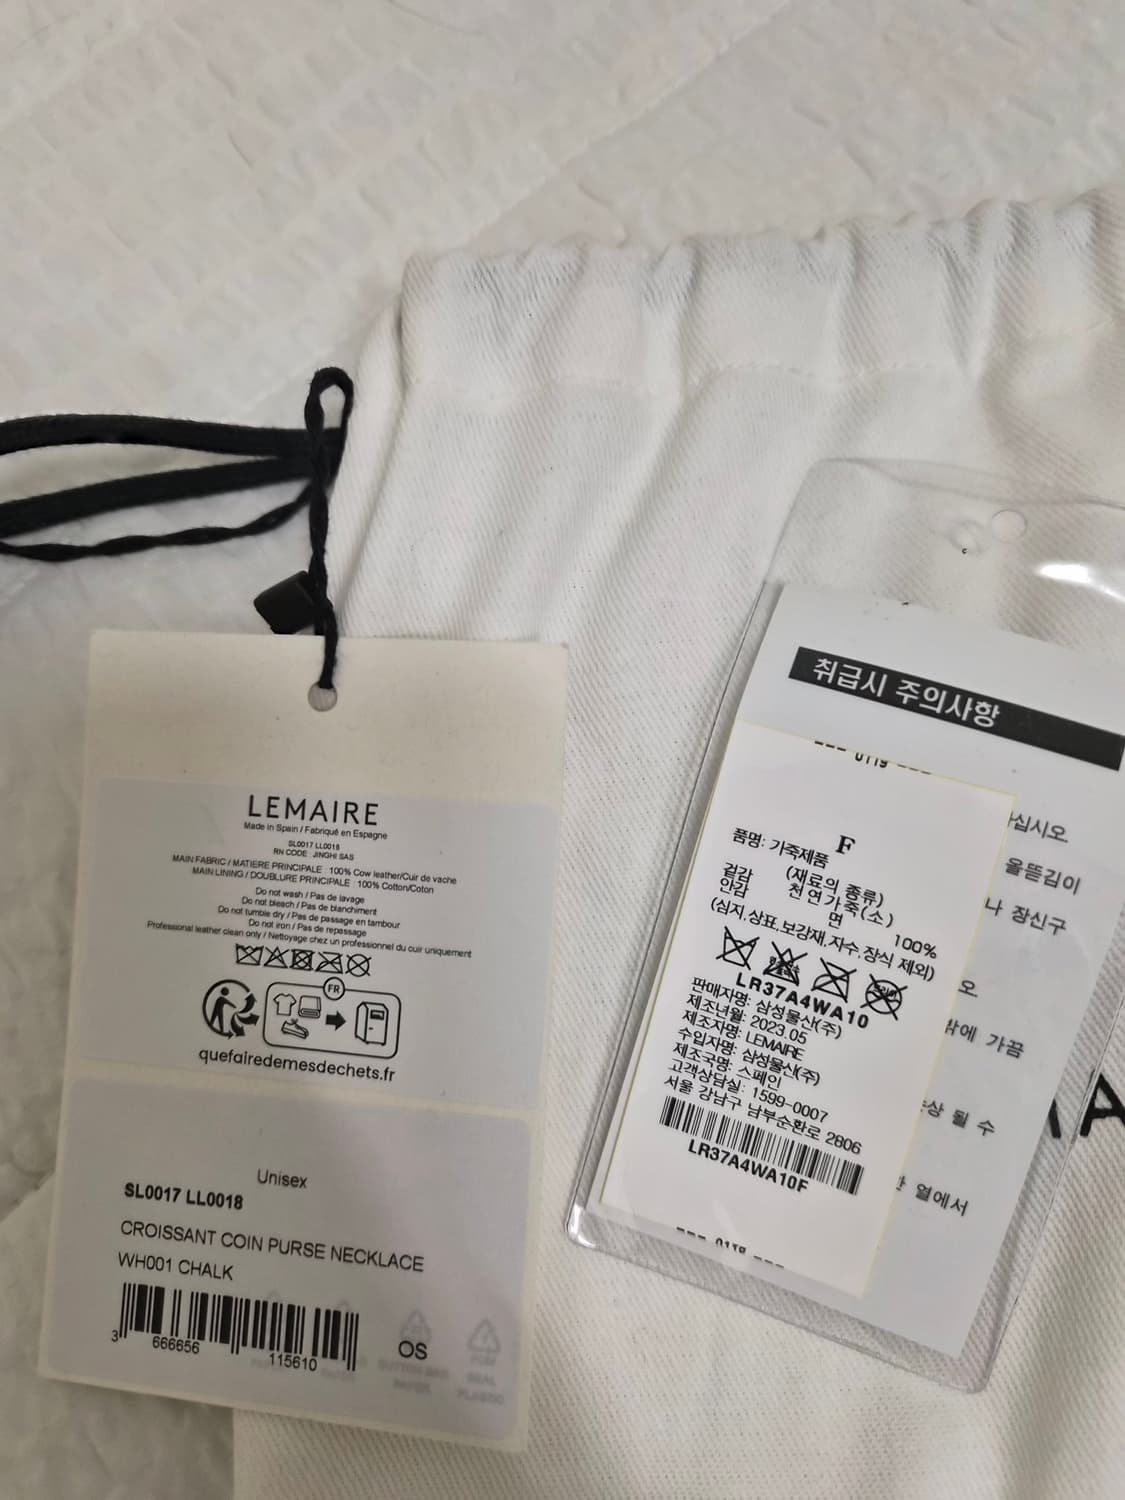 LEMAIRE
Made in Spain / Fabriqué en Espagne
SL0017 LL0018
RN CODE : JINGHI SAS
MAIN FABRIC / MATIERE PRINCIPALE : 100% Cow leather/Cuir de vache
MAIN LINING / DOUBLURE PRINCIPALE : 100% Cotton/Coton
Do not wash / Pas de lavage
Do not bleach / Pas de blanchiment
Do not tumble dry / Pas de passage en tambour
Do not iron / Pas de repassage
Professional leather clean only / Nettoyage chez un professionnel du cuir uniquement
FR
quefairedemesdechets.fr
Unisex
SL0017 LL0018
CROISSANT COIN PURSE NECKLACE
WH001 CHALK
3 666656 115610
OS
취급시 주의사항
0119
F
품명: 가죽제품
(재료의 종류)
겉감 천연가죽(소)
안감 면 100%
(심지,상표,보강재,자수,장식 제외)
LR37A4WA10
판매자명: 삼성물산(주)
제조년월: 2023.05
제조자명: LEMAIRE
수입자명: 삼성물산(주)
제조국명: 스페인
고객상담실: 1599-0007
서울 강남구 남부순환로 2806
LR37A4WA10F
십시오
올뜯김이
나 장신구
오
밖에 가끔
상 될 수
열에서
MA